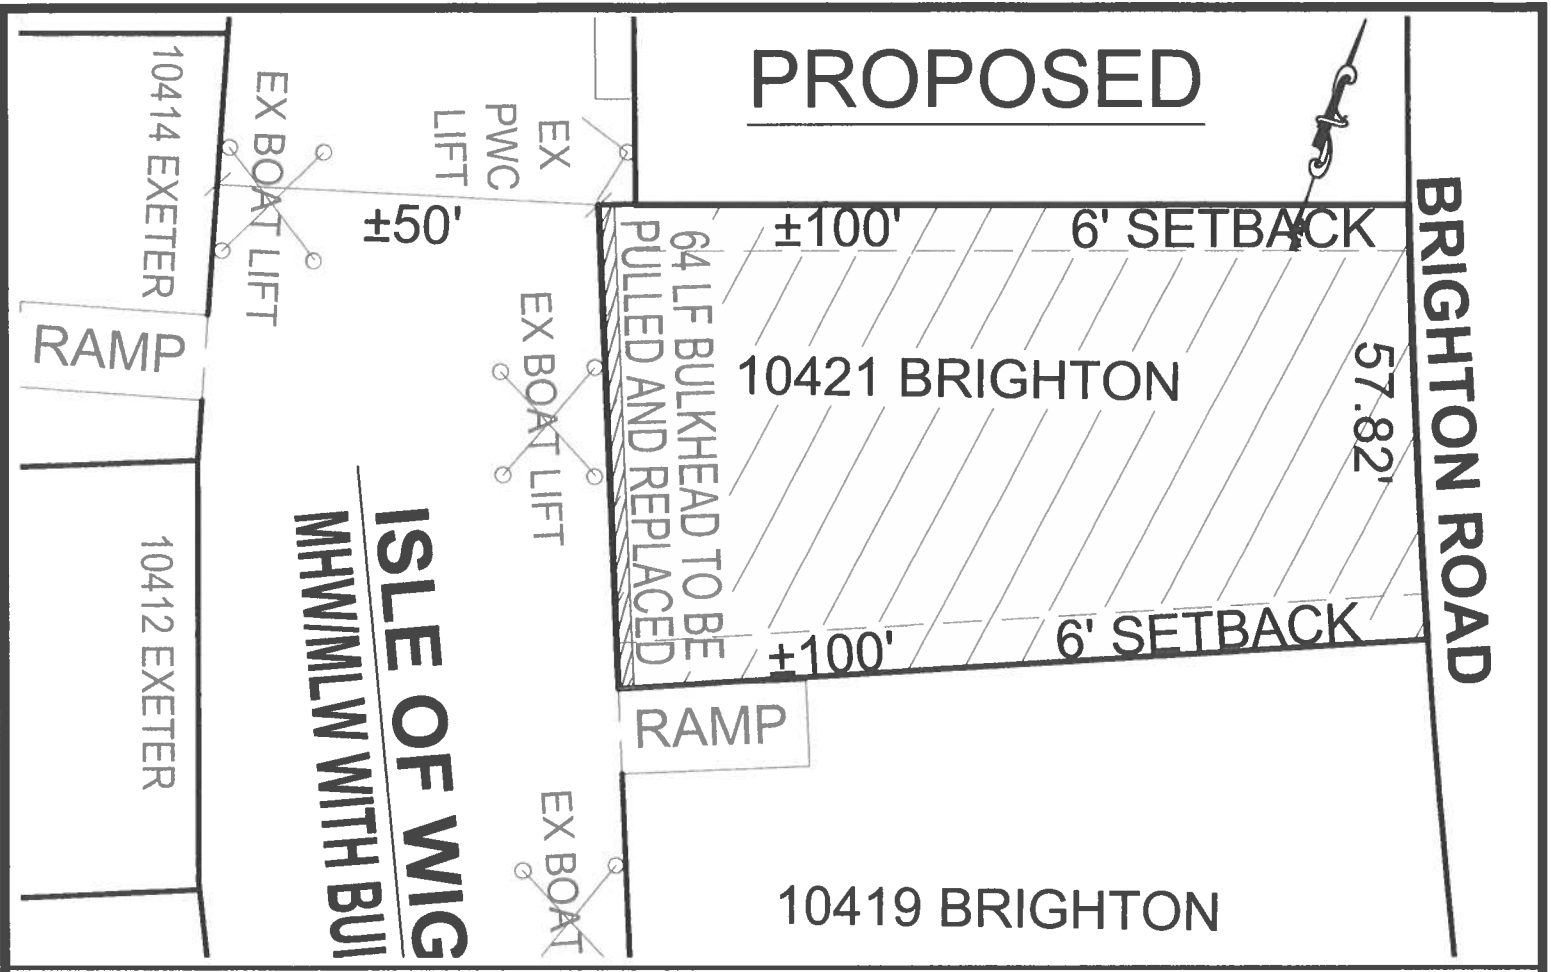 PROPOSED
10414 EXETER
EX BOAT LIFT
EX
PWC
LIFT
±50'
±100'
6' SETBACK
BRIGHTON ROAD
RAMP
EX BOAT LIFT
64 LF BULKHEAD TO BE
PULLED AND REPLACED
10421 BRIGHTON
57.82'
10412 EXETER
ISLE OF WIG
MHW/MLW WITH BUI
±100'
6' SETBACK
RAMP
EX BOAT
10419 BRIGHTON